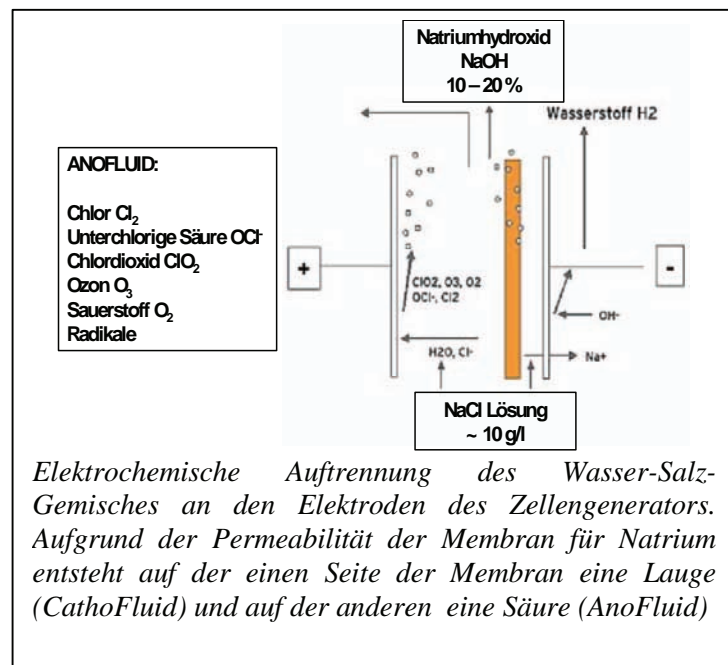 Natriumhydroxid
NaOH
10 – 20 %
Wasserstoff H2
ANOFLUID:
Chlor Cl₂
Unterchlorige Säure OCl⁻
Chlordioxid ClO₂
Ozon O₃
Sauerstoff O₂
Radikale
+
-
ClO2, O3, O2
OCl-, Cl2
OH-
H2O, Cl-
Na+
NaCl Lösung
~ 10 g/l
Elektrochemische Auftrennung des Wasser-Salz-
Gemisches an den Elektroden des Zellengenerators.
Aufgrund der Permeabilität der Membran für Natrium
entsteht auf der einen Seite der Membran eine Lauge
(CathoFluid) und auf der anderen eine Säure (AnoFluid)